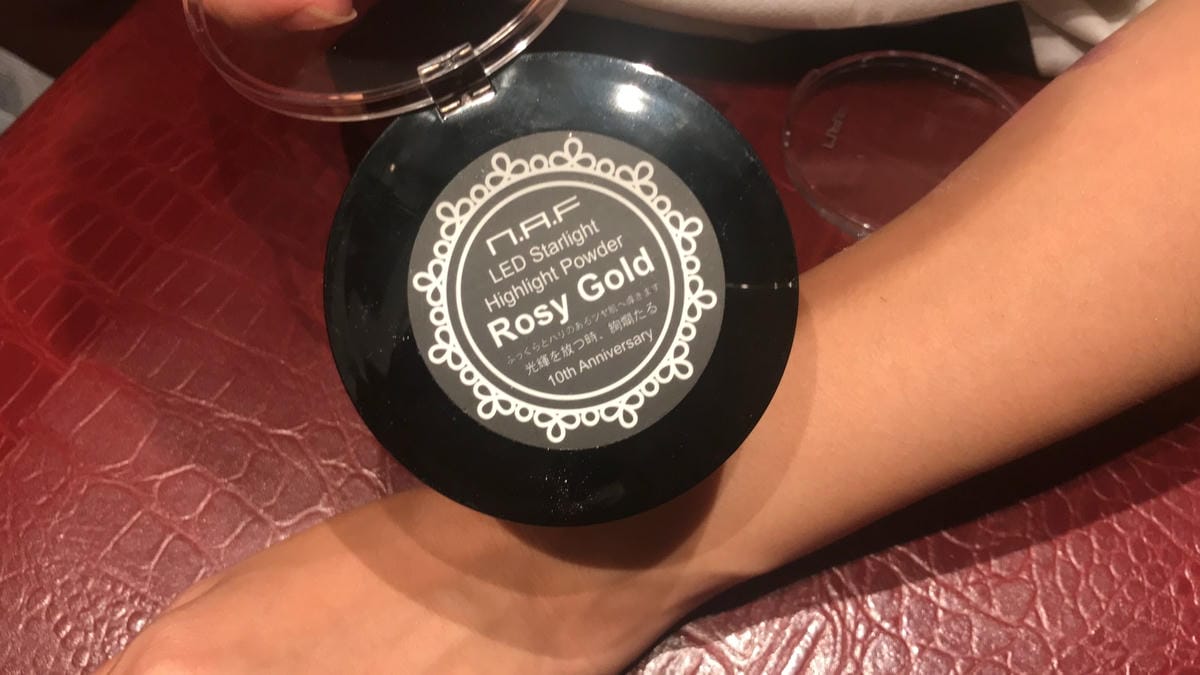 n.A.F
LED Starlight
Highlight Powder
Rosy Gold
ふっくらとハリのあるツヤ肌へ導きます
光輝を放つ時、絢爛たる
10th Anniversary